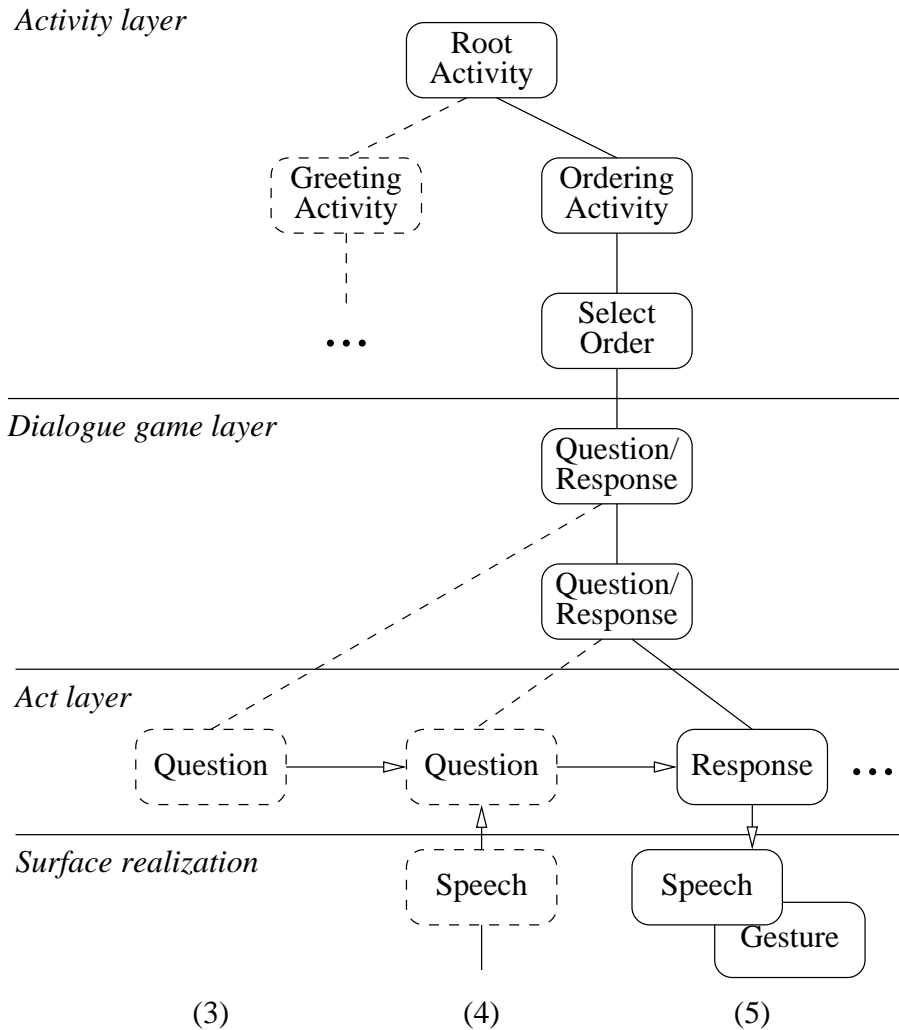 Activity layer
Root
Activity
Greeting
Activity
Ordering
Activity
...
Select
Order
Dialogue game layer
Question/
Response
Question/
Response
Act layer
Question
Question
Response
...
Surface realization
Speech
Speech
Gesture
(3)
(4)
(5)